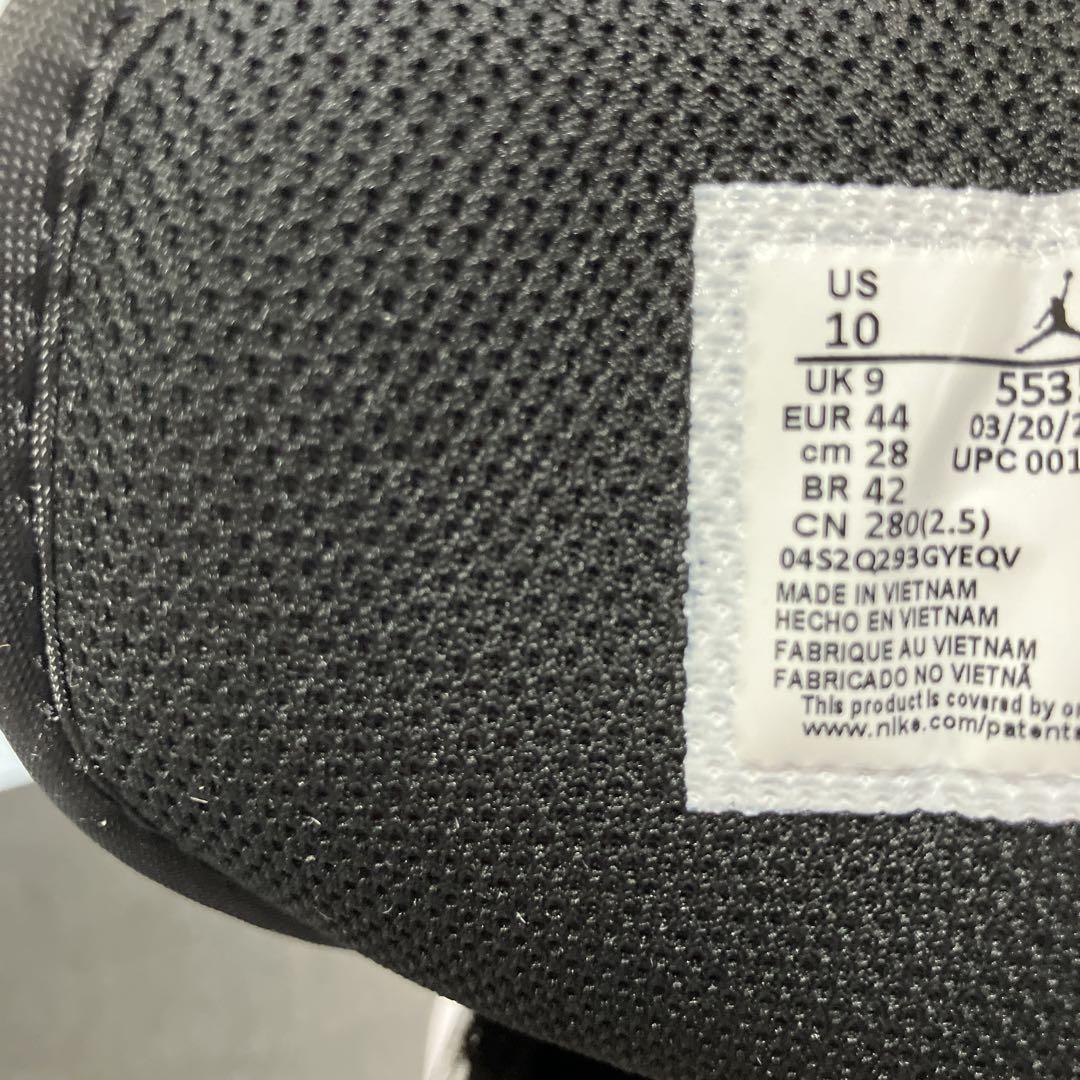 US
10
UK 9
EUR 44
cm 28
BR 42
CN 280(2.5)
04S2Q293GYEQV
MADE IN VIETNAM
HECHO EN VIETNAM
FABRIQUE AU VIETNAM
FABRICADO NO VIETNÃ
This product is covered by
www.nike.com/patents
553
03/20/2
UPC 001